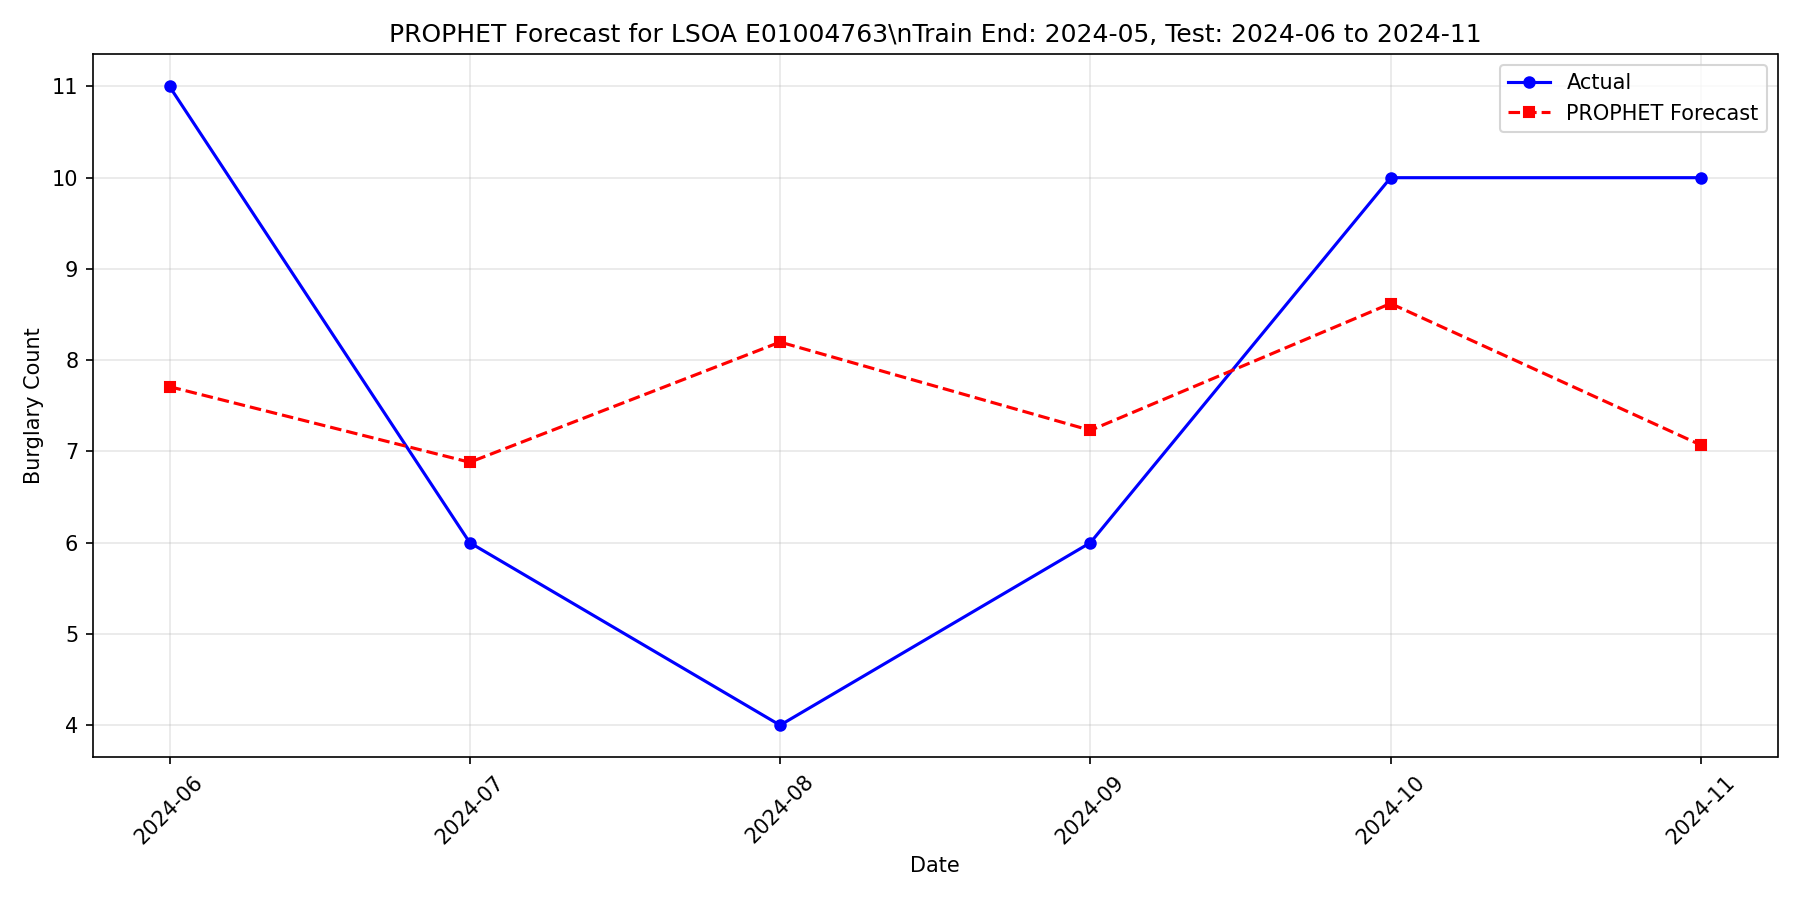 PROPHET Forecast for LSOA E01004763\nTrain End: 2024-05, Test: 2024-06 to 2024-11
Actual
PROPHET Forecast
Burglary Count
11
10
9
8
7
6
5
4
2024-06
2024-07
2024-08
2024-09
2024-10
2024-11
Date